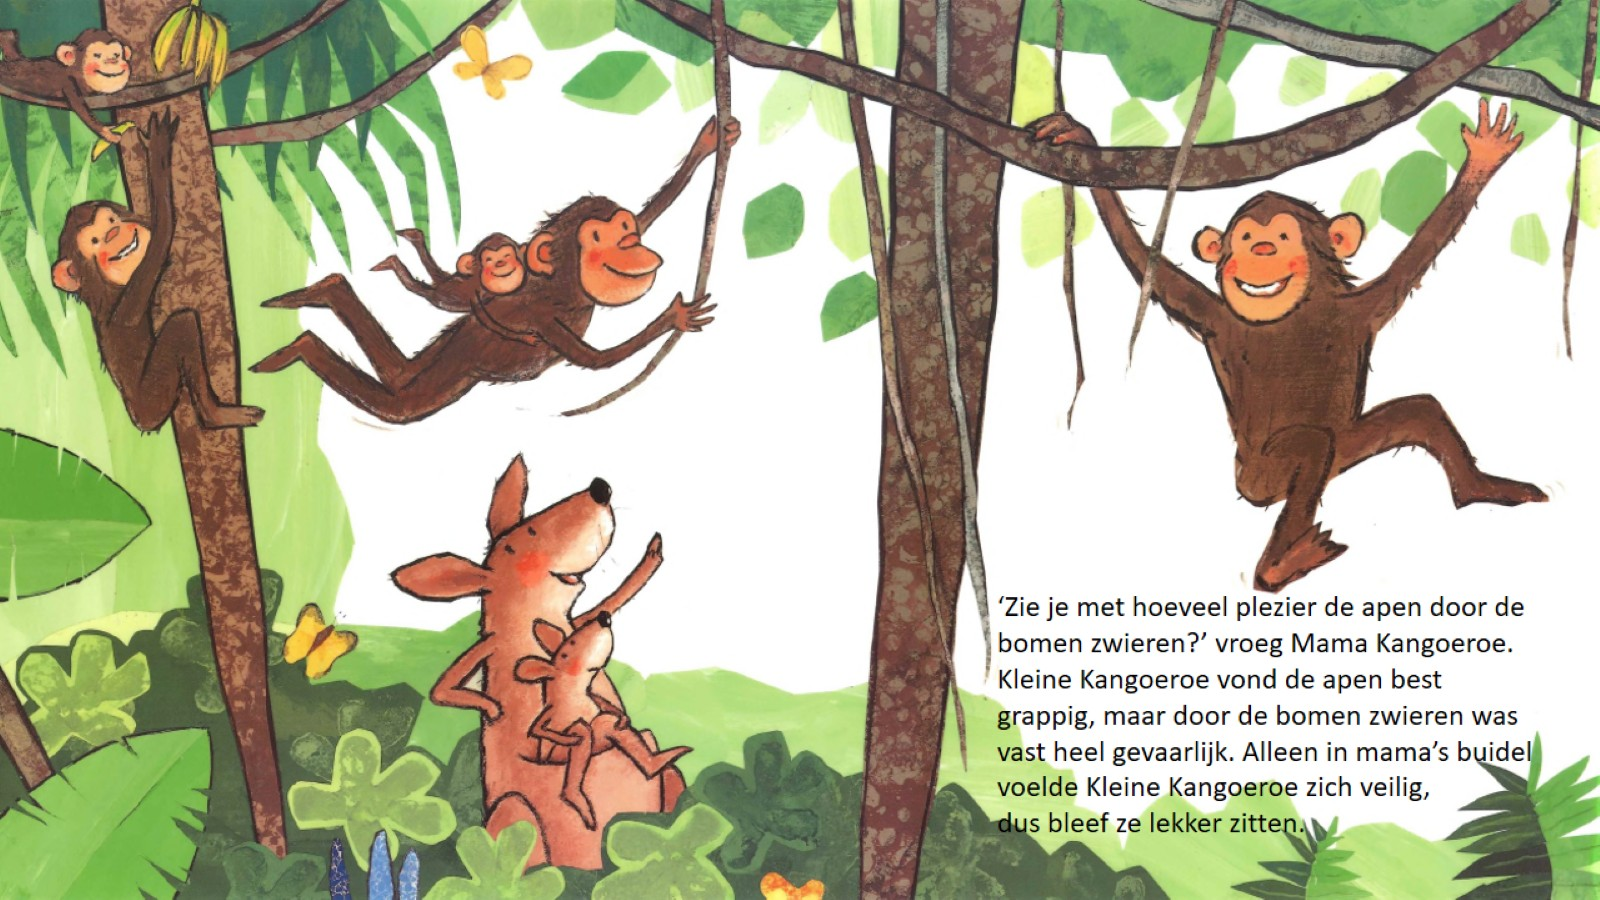 ‘Zie je met hoeveel plezier de apen door de
bomen zwieren?’ vroeg Mama Kangoeroe.
Kleine Kangoeroe vond de apen best
grappig, maar door de bomen zwieren was
vast heel gevaarlijk. Alleen in mama’s buidel
voelde Kleine Kangoeroe zich veilig,
dus bleef ze lekker zitten.